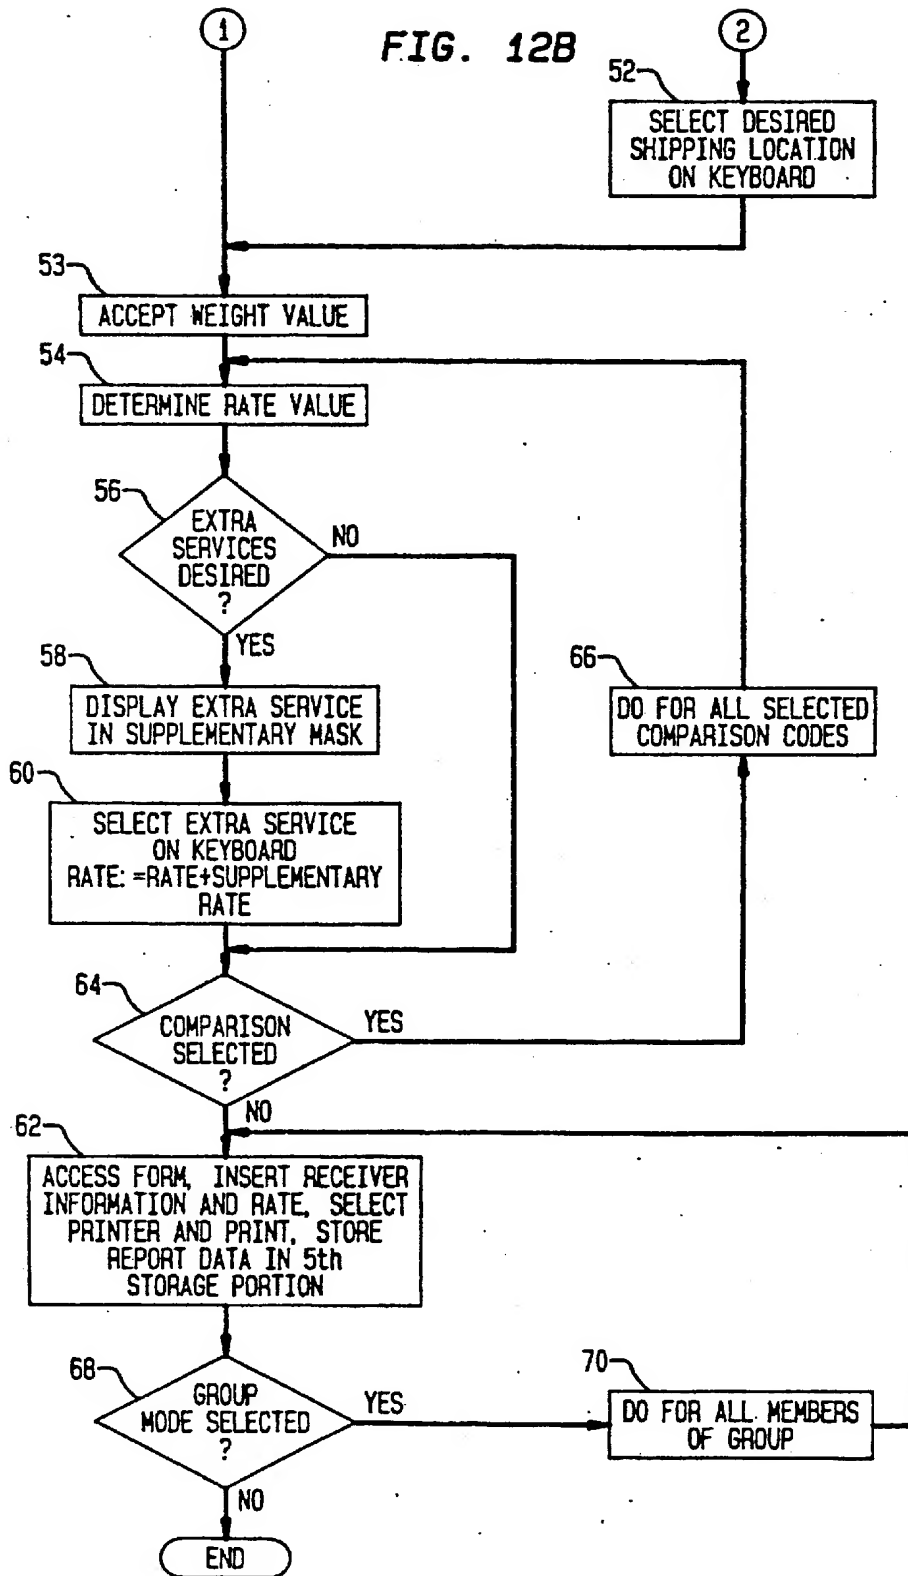 1
FIG. 12B
2
52
SELECT DESIRED
SHIPPING LOCATION
ON KEYBOARD
53
ACCEPT WEIGHT VALUE
54
DETERMINE RATE VALUE
56
EXTRA
SERVICES
DESIRED
?
NO
YES
58
DISPLAY EXTRA SERVICE
IN SUPPLEMENTARY MASK
66
DO FOR ALL SELECTED
COMPARISON CODES
60
SELECT EXTRA SERVICE
ON KEYBOARD
RATE:=RATE+SUPPLEMENTARY
RATE
64
COMPARISON
SELECTED
?
YES
NO
62
ACCESS FORM, INSERT RECEIVER
INFORMATION AND RATE, SELECT
PRINTER AND PRINT, STORE
REPORT DATA IN 5th
STORAGE PORTION
68
GROUP
MODE SELECTED
?
YES
NO
70
DO FOR ALL MEMBERS
OF GROUP
END